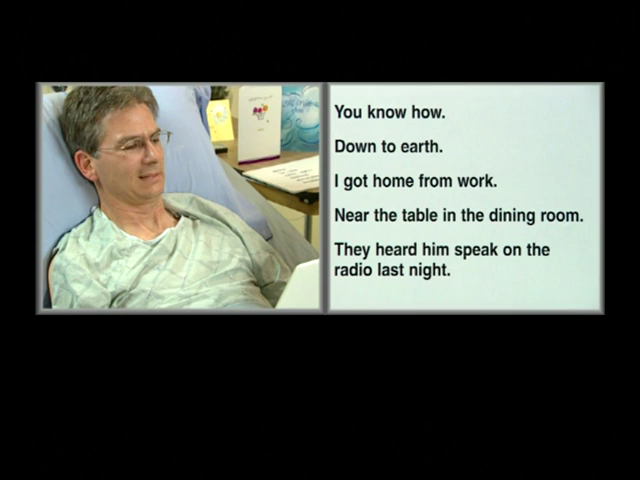 You know how.
Down to earth.
I got home from work.
Near the table in the dining room.
They heard him speak on the
radio last night.